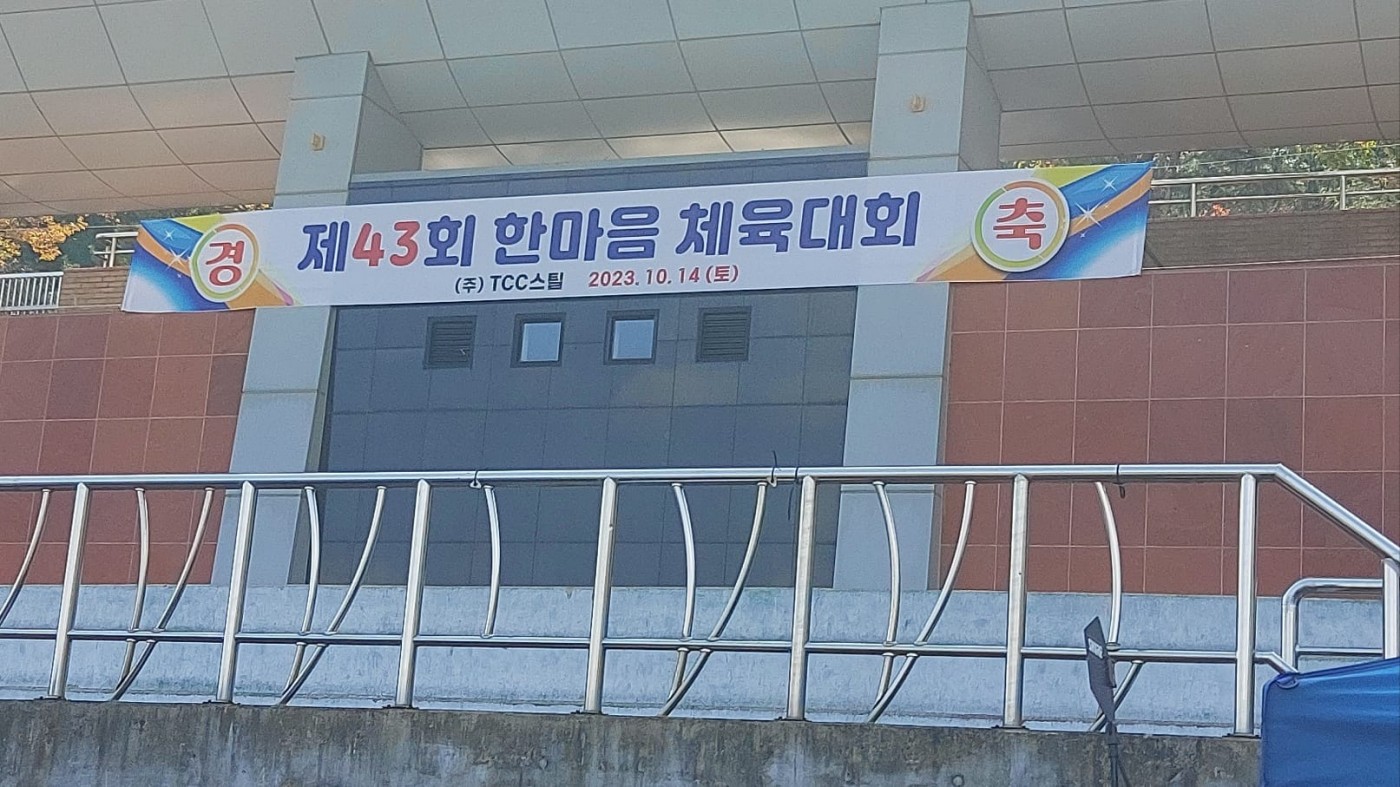 경 제43회 한마음 체육대회 축
(주) TCC스틸 2023. 10. 14 (토)